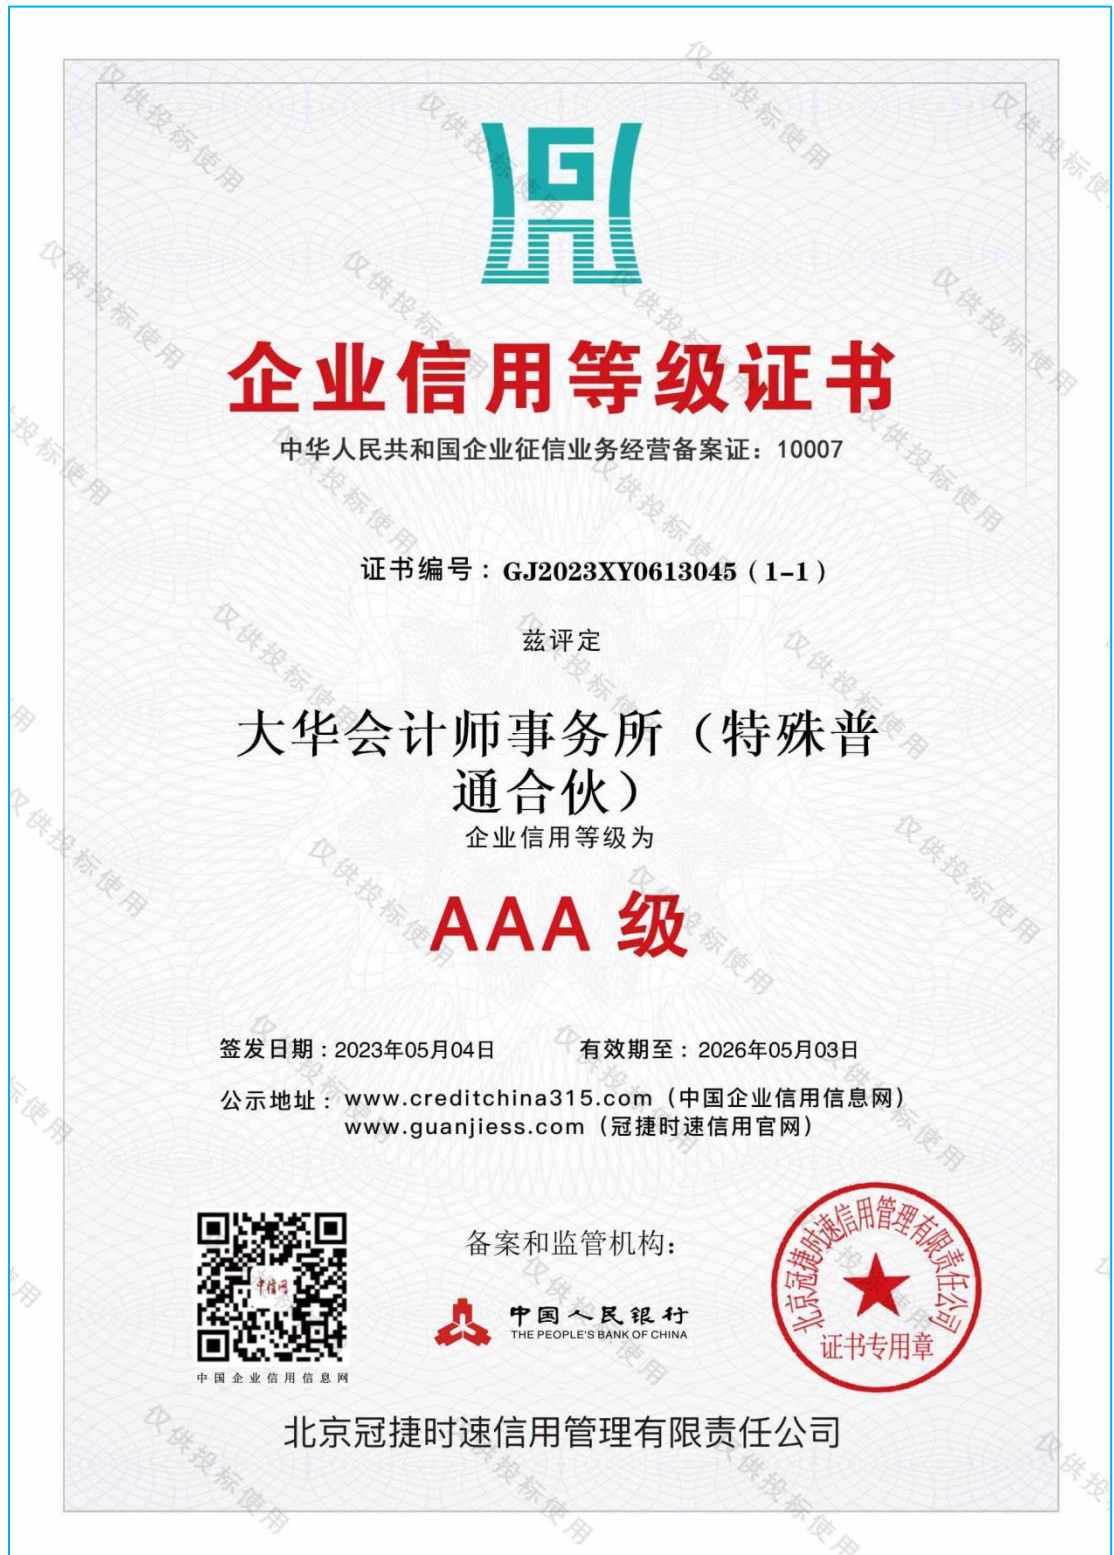 企业信用等级证书
中华人民共和国企业征信业务经营备案证：10007
证书编号：GJ2023XY0613045（1-1）
兹评定
大华会计师事务所（特殊普
通合伙）
企业信用等级为
AAA 级
签发日期：2023年05月04日 有效期至：2026年05月03日
公示地址：www.creditchina315.com（中国企业信用信息网）
www.guanjiess.com（冠捷时速信用官网）
备案和监管机构：
中国人民银行
THE PEOPLE'S BANK OF CHINA
中信网
中国企业信用信息网
北京冠捷时速信用管理有限责任公司
证书专用章
北京冠捷时速信用管理有限责任公司
仅供投标使用